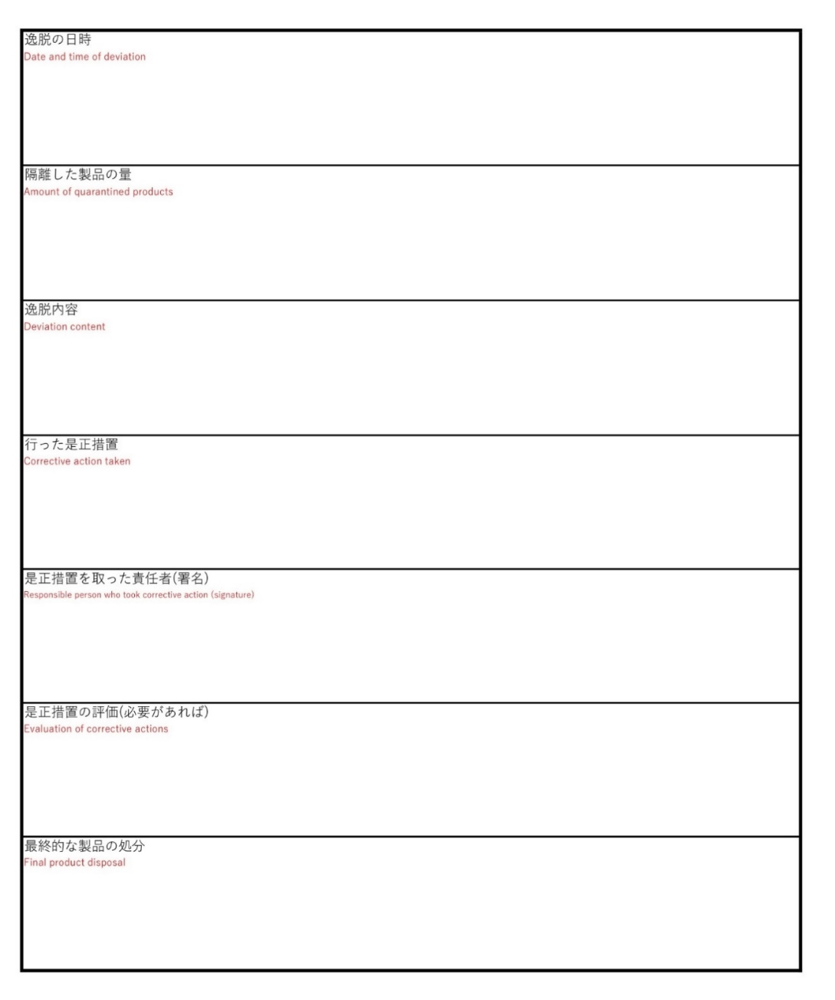 逸脱の日時
Date and time of deviation
隔離した製品の量
Amount of quarantined products
逸脱内容
Deviation content
行った是正措置
Corrective action taken
是正措置を取った責任者(署名)
Responsible person who took corrective action (signature)
是正措置の評価(必要があれば)
Evaluation of corrective actions
最終的な製品の処分
Final product disposal